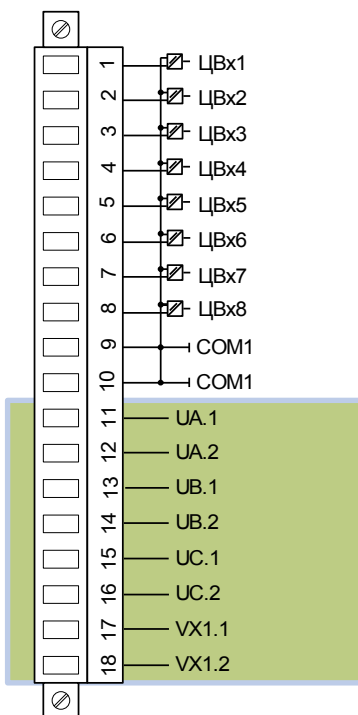 1 ЦВх1
2 ЦВх2
3 ЦВх3
4 ЦВх4
5 ЦВх5
6 ЦВх6
7 ЦВх7
8 ЦВх8
9 COM1
10 COM1
11 UA.1
12 UA.2
13 UB.1
14 UB.2
15 UC.1
16 UC.2
17 VX1.1
18 VX1.2